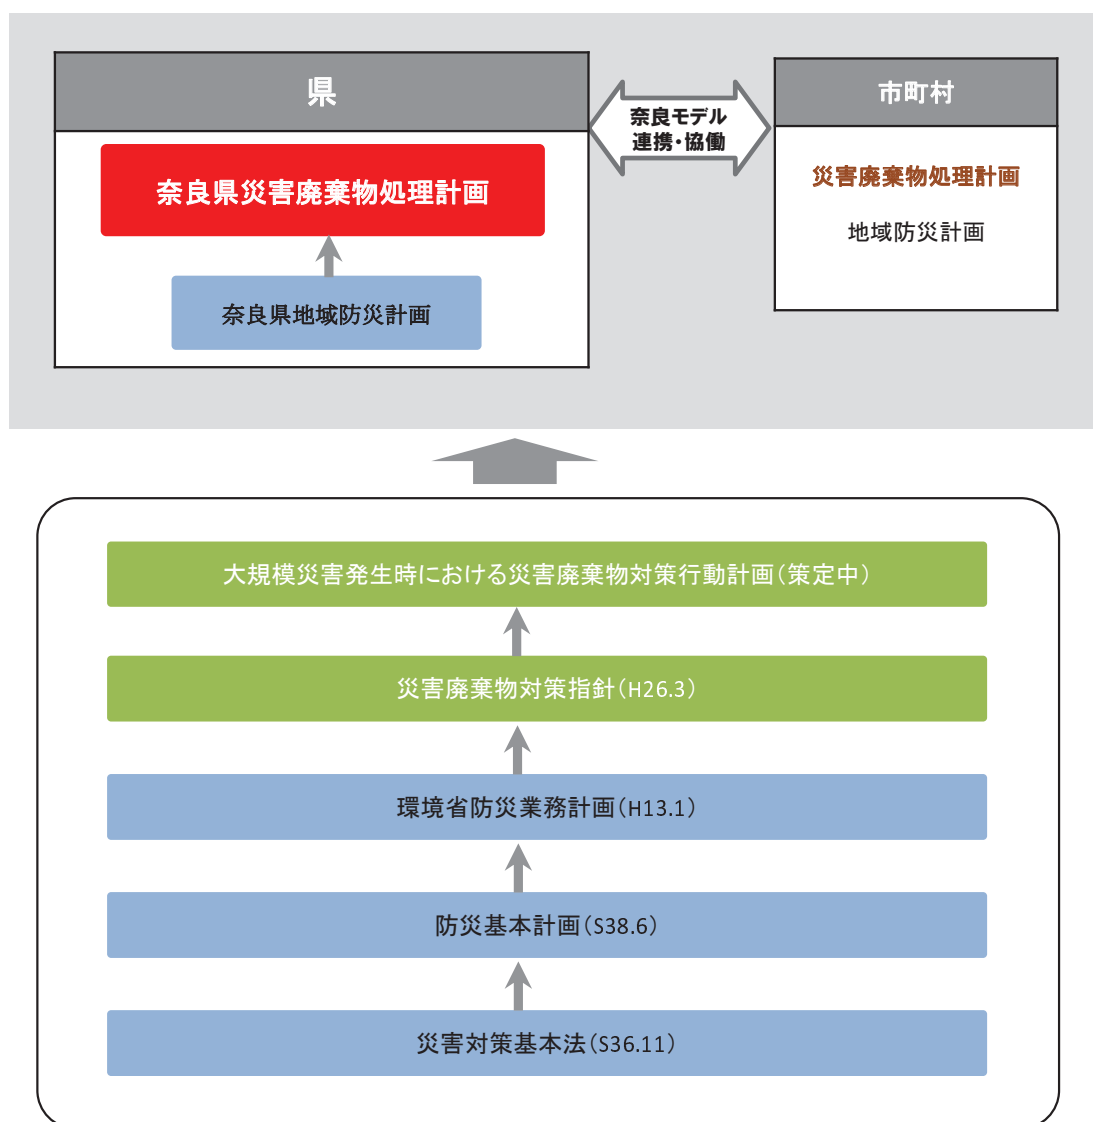 県
奈良県災害廃棄物処理計画
奈良県地域防災計画
奈良モデル
連携・協働
市町村
災害廃棄物処理計画
地域防災計画
大規模災害発生時における災害廃棄物対策行動計画（策定中）
災害廃棄物対策指針（H26.3）
環境省防災業務計画（H13.1）
防災基本計画（S38.6）
災害対策基本法（S36.11）